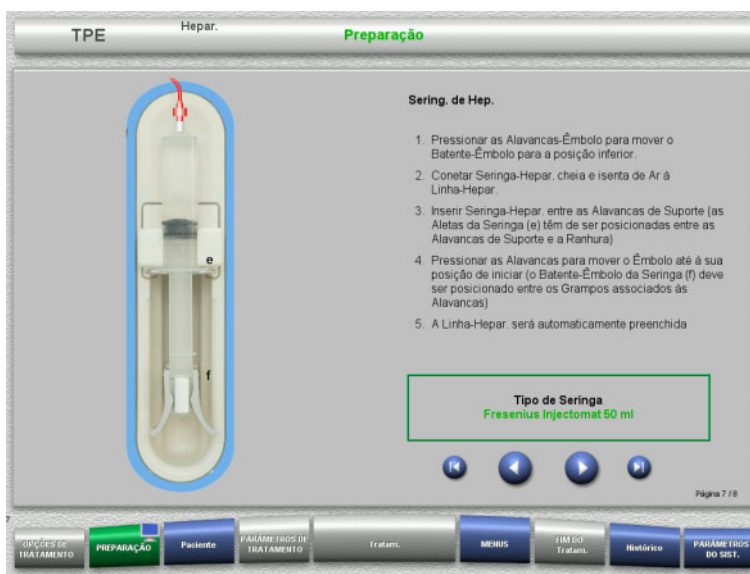 TPE
Hepar.
Preparação
Sering. de Hep.
1. Pressionar as Alavancas-Êmbolo para mover o
Batente-Êmbolo para a posição inferior.
2. Conetar Seringa-Hepar. cheia e isenta de Ar á
Linha-Hepar.
3. Inserir Seringa-Hepar. entre as Alavancas de Suporte (as
Aletas da Seringa (e) têm de ser posicionadas entre as
Alavancas de Suporte e a Ranhura)
4. Pressionar as Alavancas para mover o Êmbolo até á sua
posição de iniciar (o Batente-Êmbolo da Seringa (f) deve
ser posicionado entre os Grampos associados ás
Alavancas)
5. A Linha-Hepar. será automaticamente preenchida
e
f
Tipo de Seringa
Fresenius Injectomat 50 ml
Página 7 / 8
OPÇÕES DE
TRATAMENTO
PREPARAÇÃO
Paciente
PARÂMETROS DE
TRATAMENTO
Tratam.
MENUS
FIM DO
Tratam.
Histórico
PARÂMETROS
DO SIST.